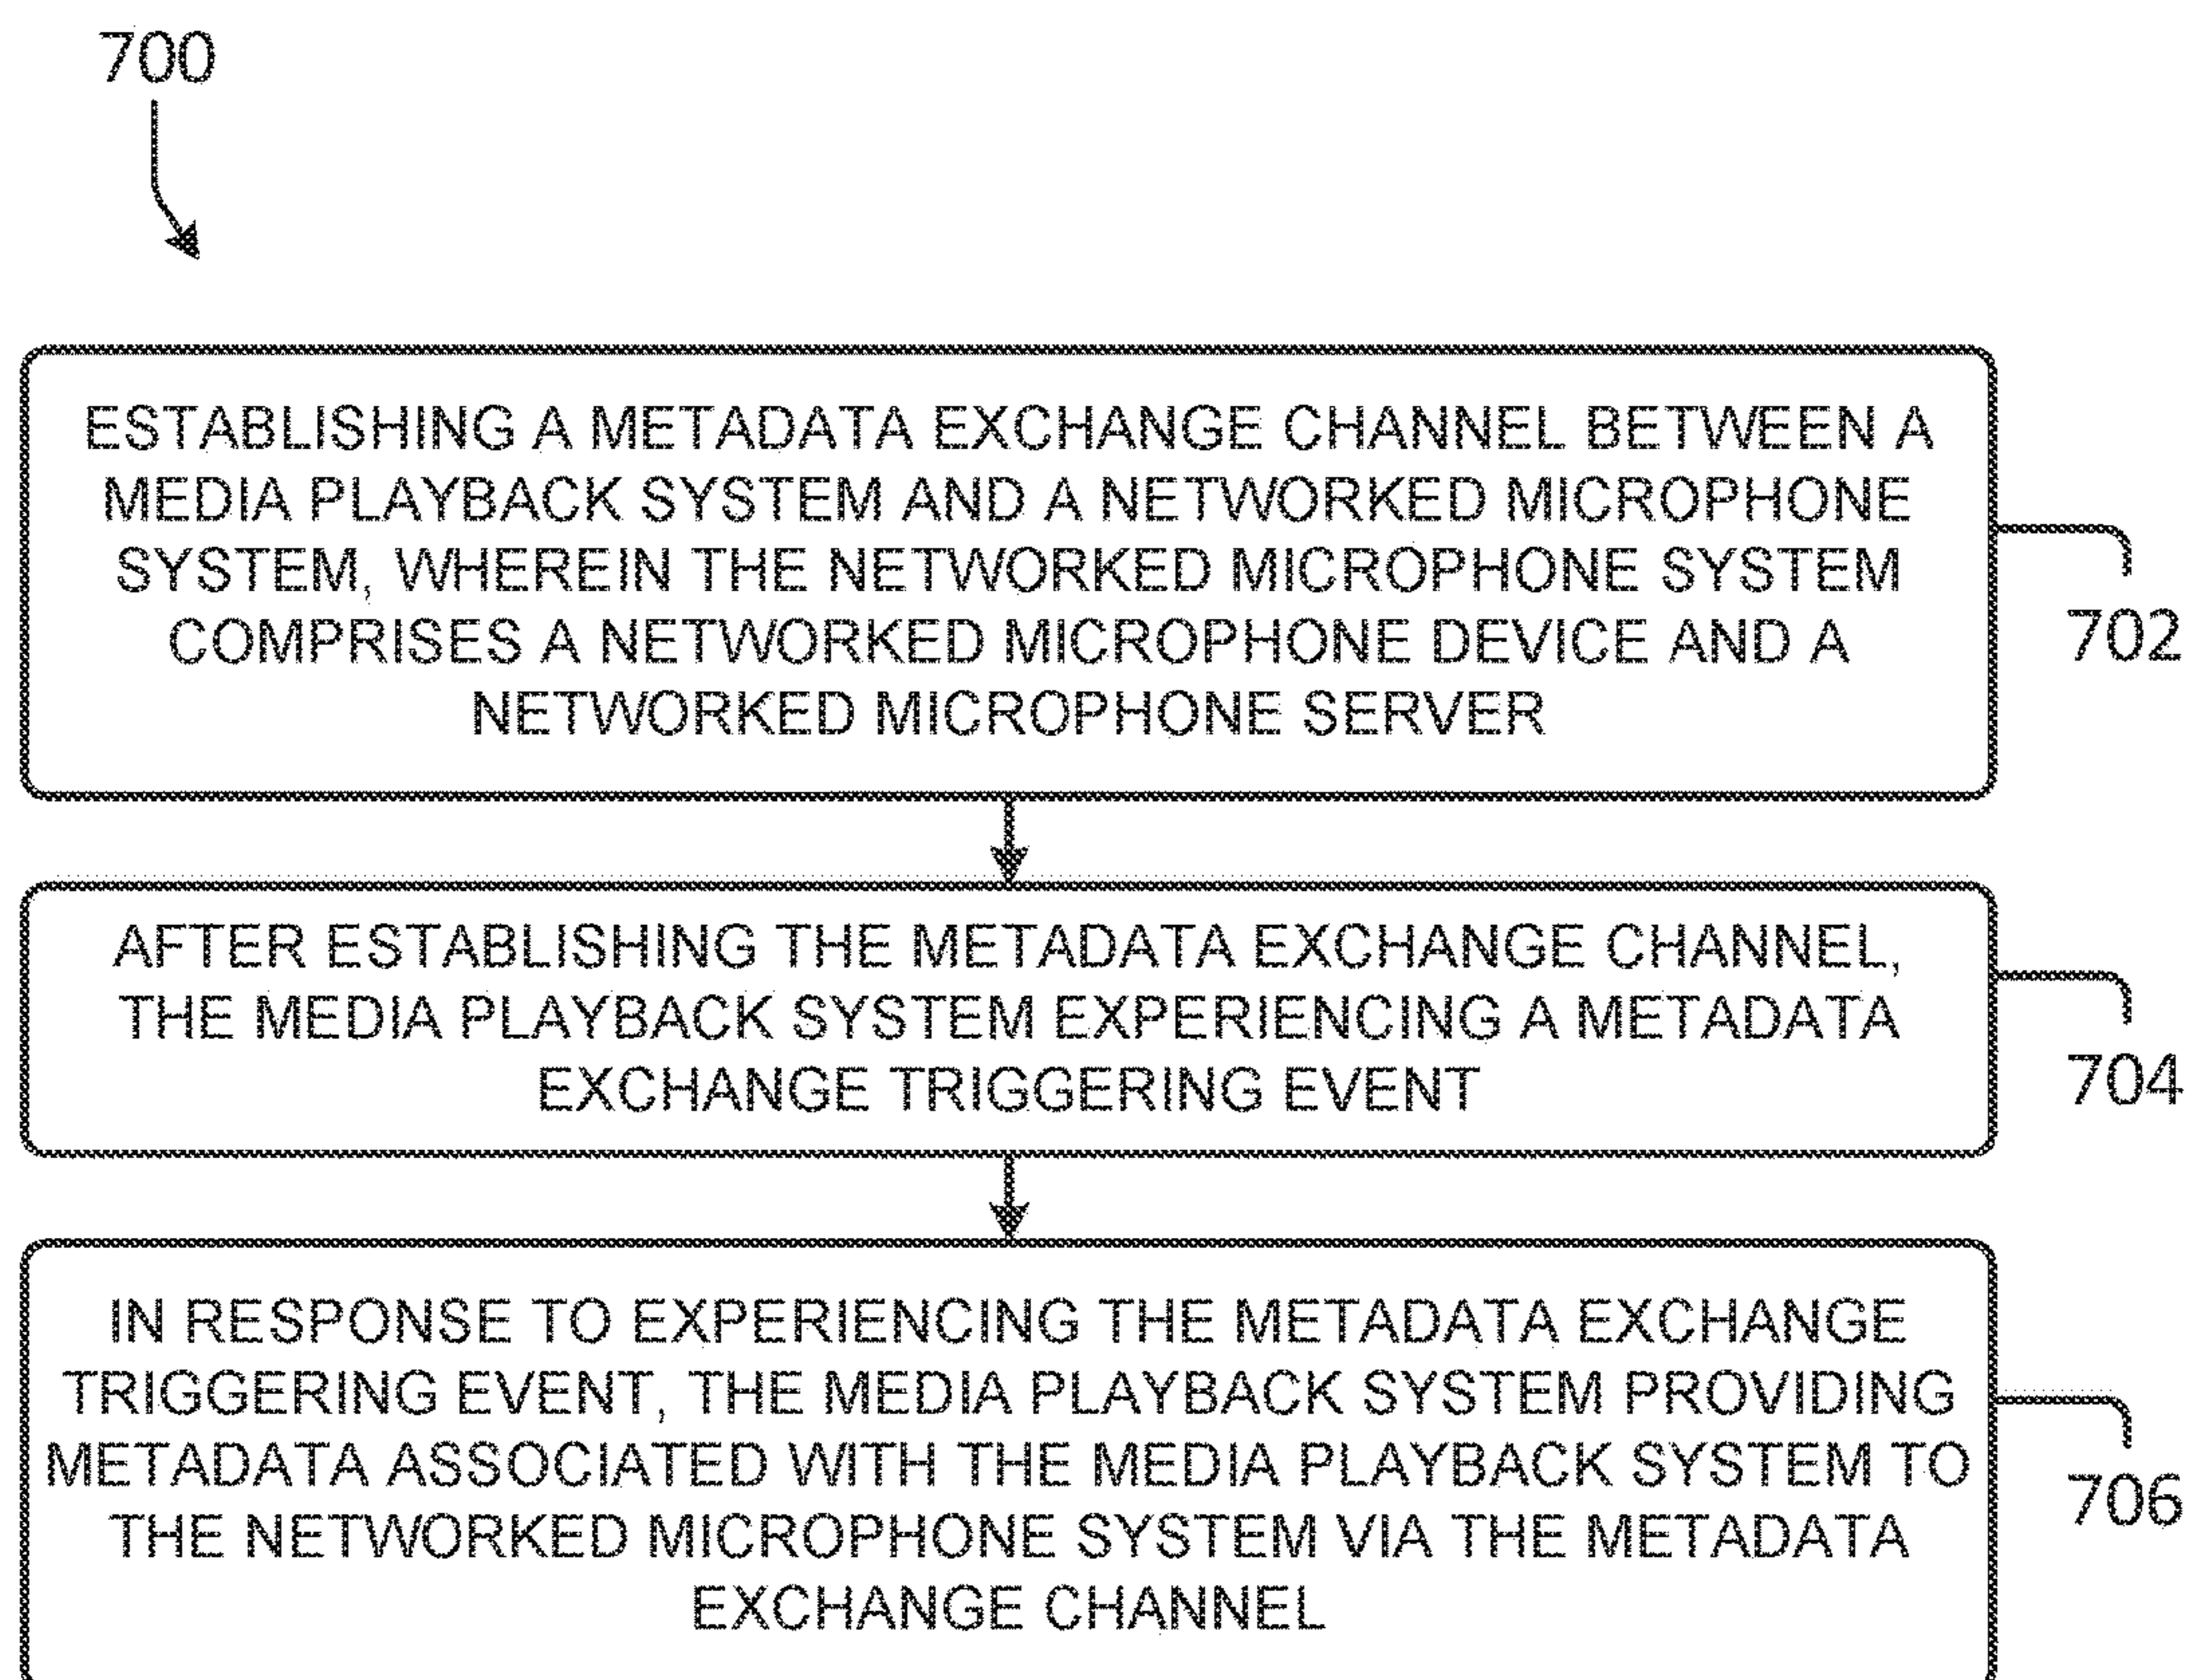 700
ESTABLISHING A METADATA EXCHANGE CHANNEL BETWEEN A
MEDIA PLAYBACK SYSTEM AND A NETWORKED MICROPHONE
SYSTEM, WHEREIN THE NETWORKED MICROPHONE SYSTEM
COMPRISES A NETWORKED MICROPHONE DEVICE AND A
NETWORKED MICROPHONE SERVER
702
AFTER ESTABLISHING THE METADATA EXCHANGE CHANNEL,
THE MEDIA PLAYBACK SYSTEM EXPERIENCING A METADATA
EXCHANGE TRIGGERING EVENT
704
IN RESPONSE TO EXPERIENCING THE METADATA EXCHANGE
TRIGGERING EVENT, THE MEDIA PLAYBACK SYSTEM PROVIDING
METADATA ASSOCIATED WITH THE MEDIA PLAYBACK SYSTEM TO
THE NETWORKED MICROPHONE SYSTEM VIA THE METADATA
EXCHANGE CHANNEL
706